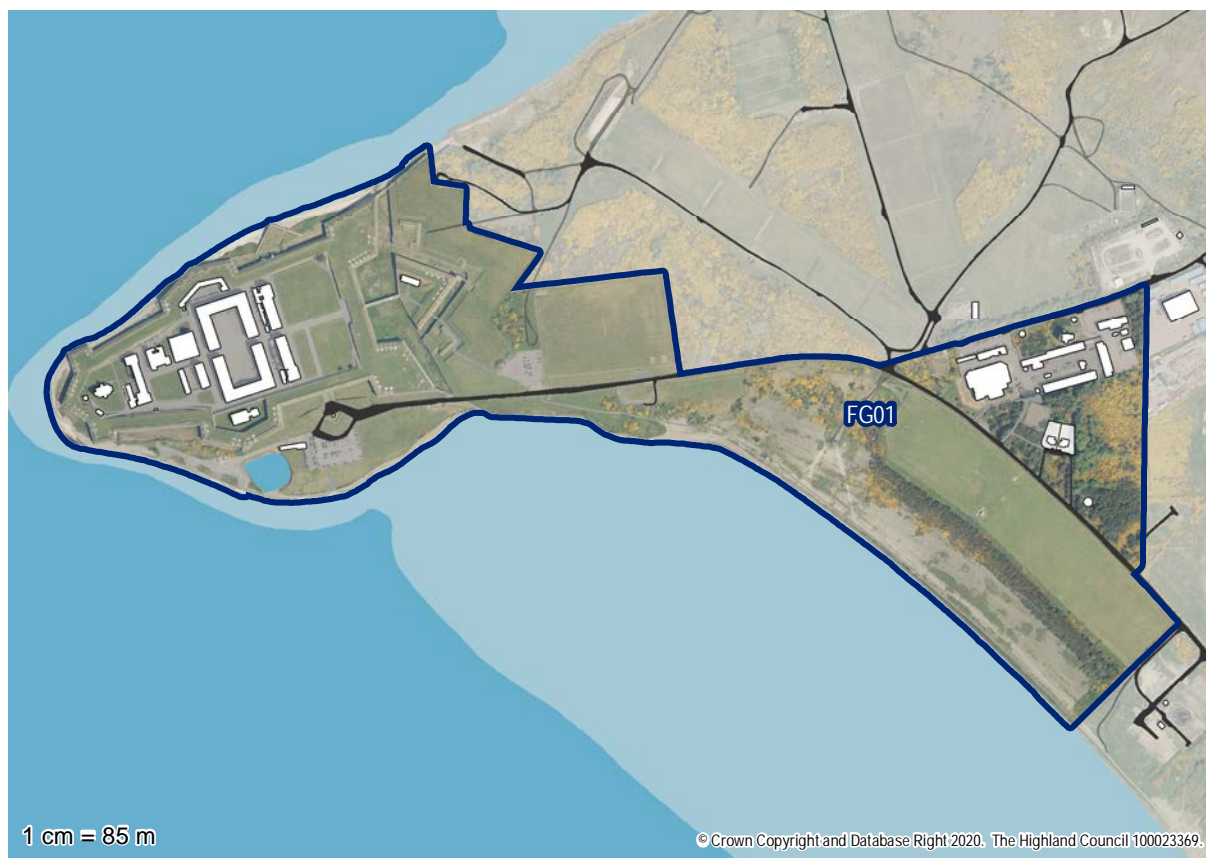 FG01
1 cm = 85 m
© Crown Copyright and Database Right 2020. The Highland Council 100023369.